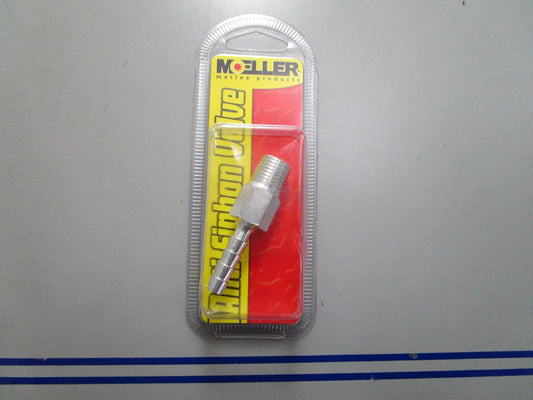 MOELLER
marine products
Anti Siphon Valve